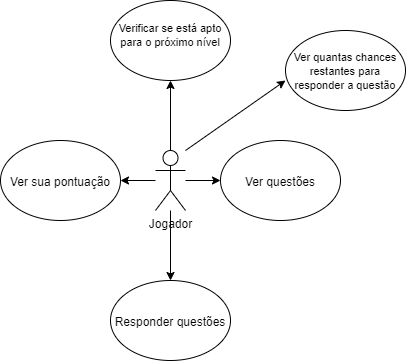 Verificar se está apto
para o próximo nível
Ver quantas chances
restantes para
responder a questão
Ver sua pontuação
Ver questões
Jogador
Responder questões